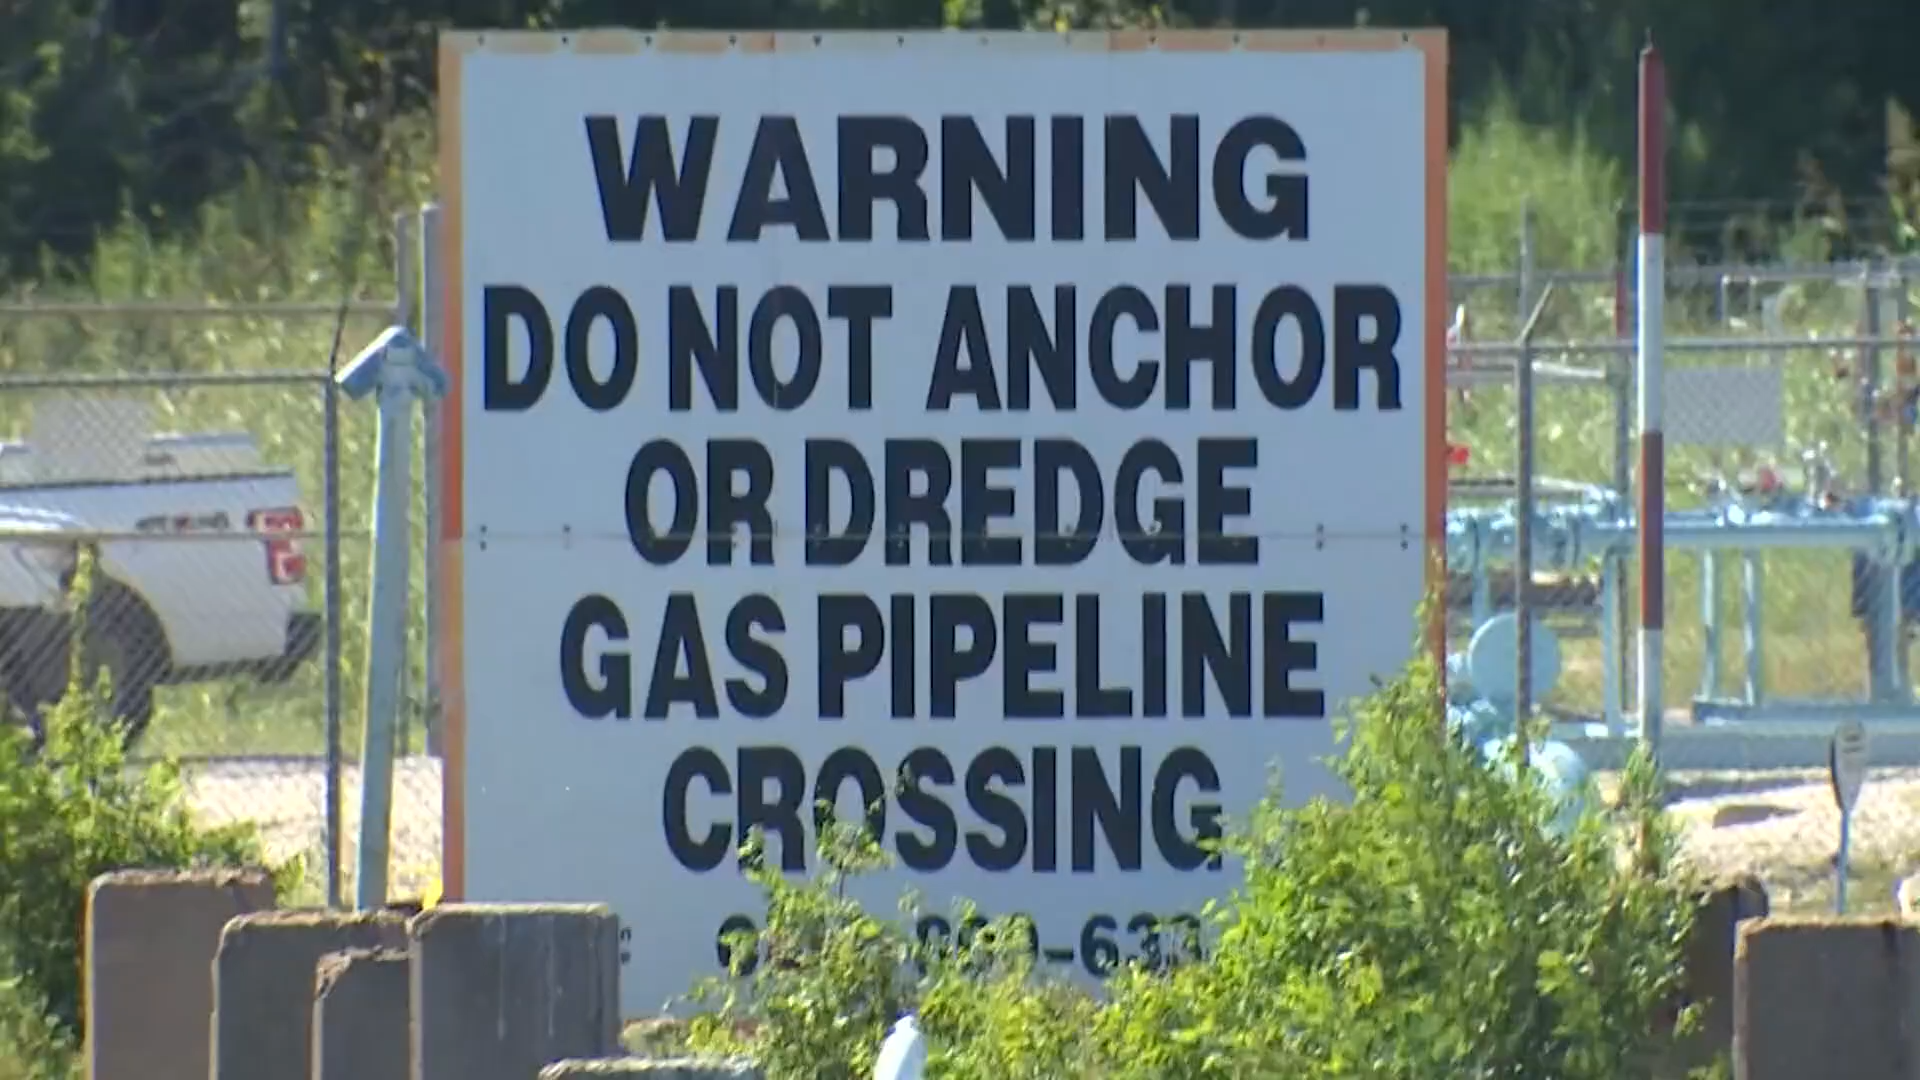 WARNING
DO NOT ANCHOR
OR DREDGE
GAS PIPELINE
CROSSING